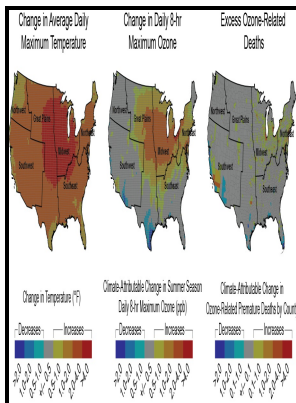 Change in Average Daily
Maximum Temperature
Change in Daily 8-hr
Maximum Ozone
Excess Ozone-Related
Deaths
Northwest
Great Plains
Midwest
Northeast
Southwest
Southeast
Northwest
Great Plains
Midwest
Northeast
Southwest
Southeast
Northwest
Great Plains
Midwest
Northeast
Southwest
Southeast
Change in Temperature (°F)
Climate-Attributable Change in Summer Season
Daily 8-hr Maximum Ozone (ppb)
Climate-Attributable Change in
Ozone-Related Premature Deaths by Count
Decreases
Increases
Decreases
Increases
Decreases
Increases